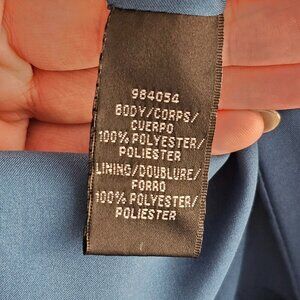 984054
BODY/CORPS/
CUERPO
100% POLYESTER/
POLIESTER
LINING/DOUBLURE/
FORRO
100% POLYESTER/
POLIESTER